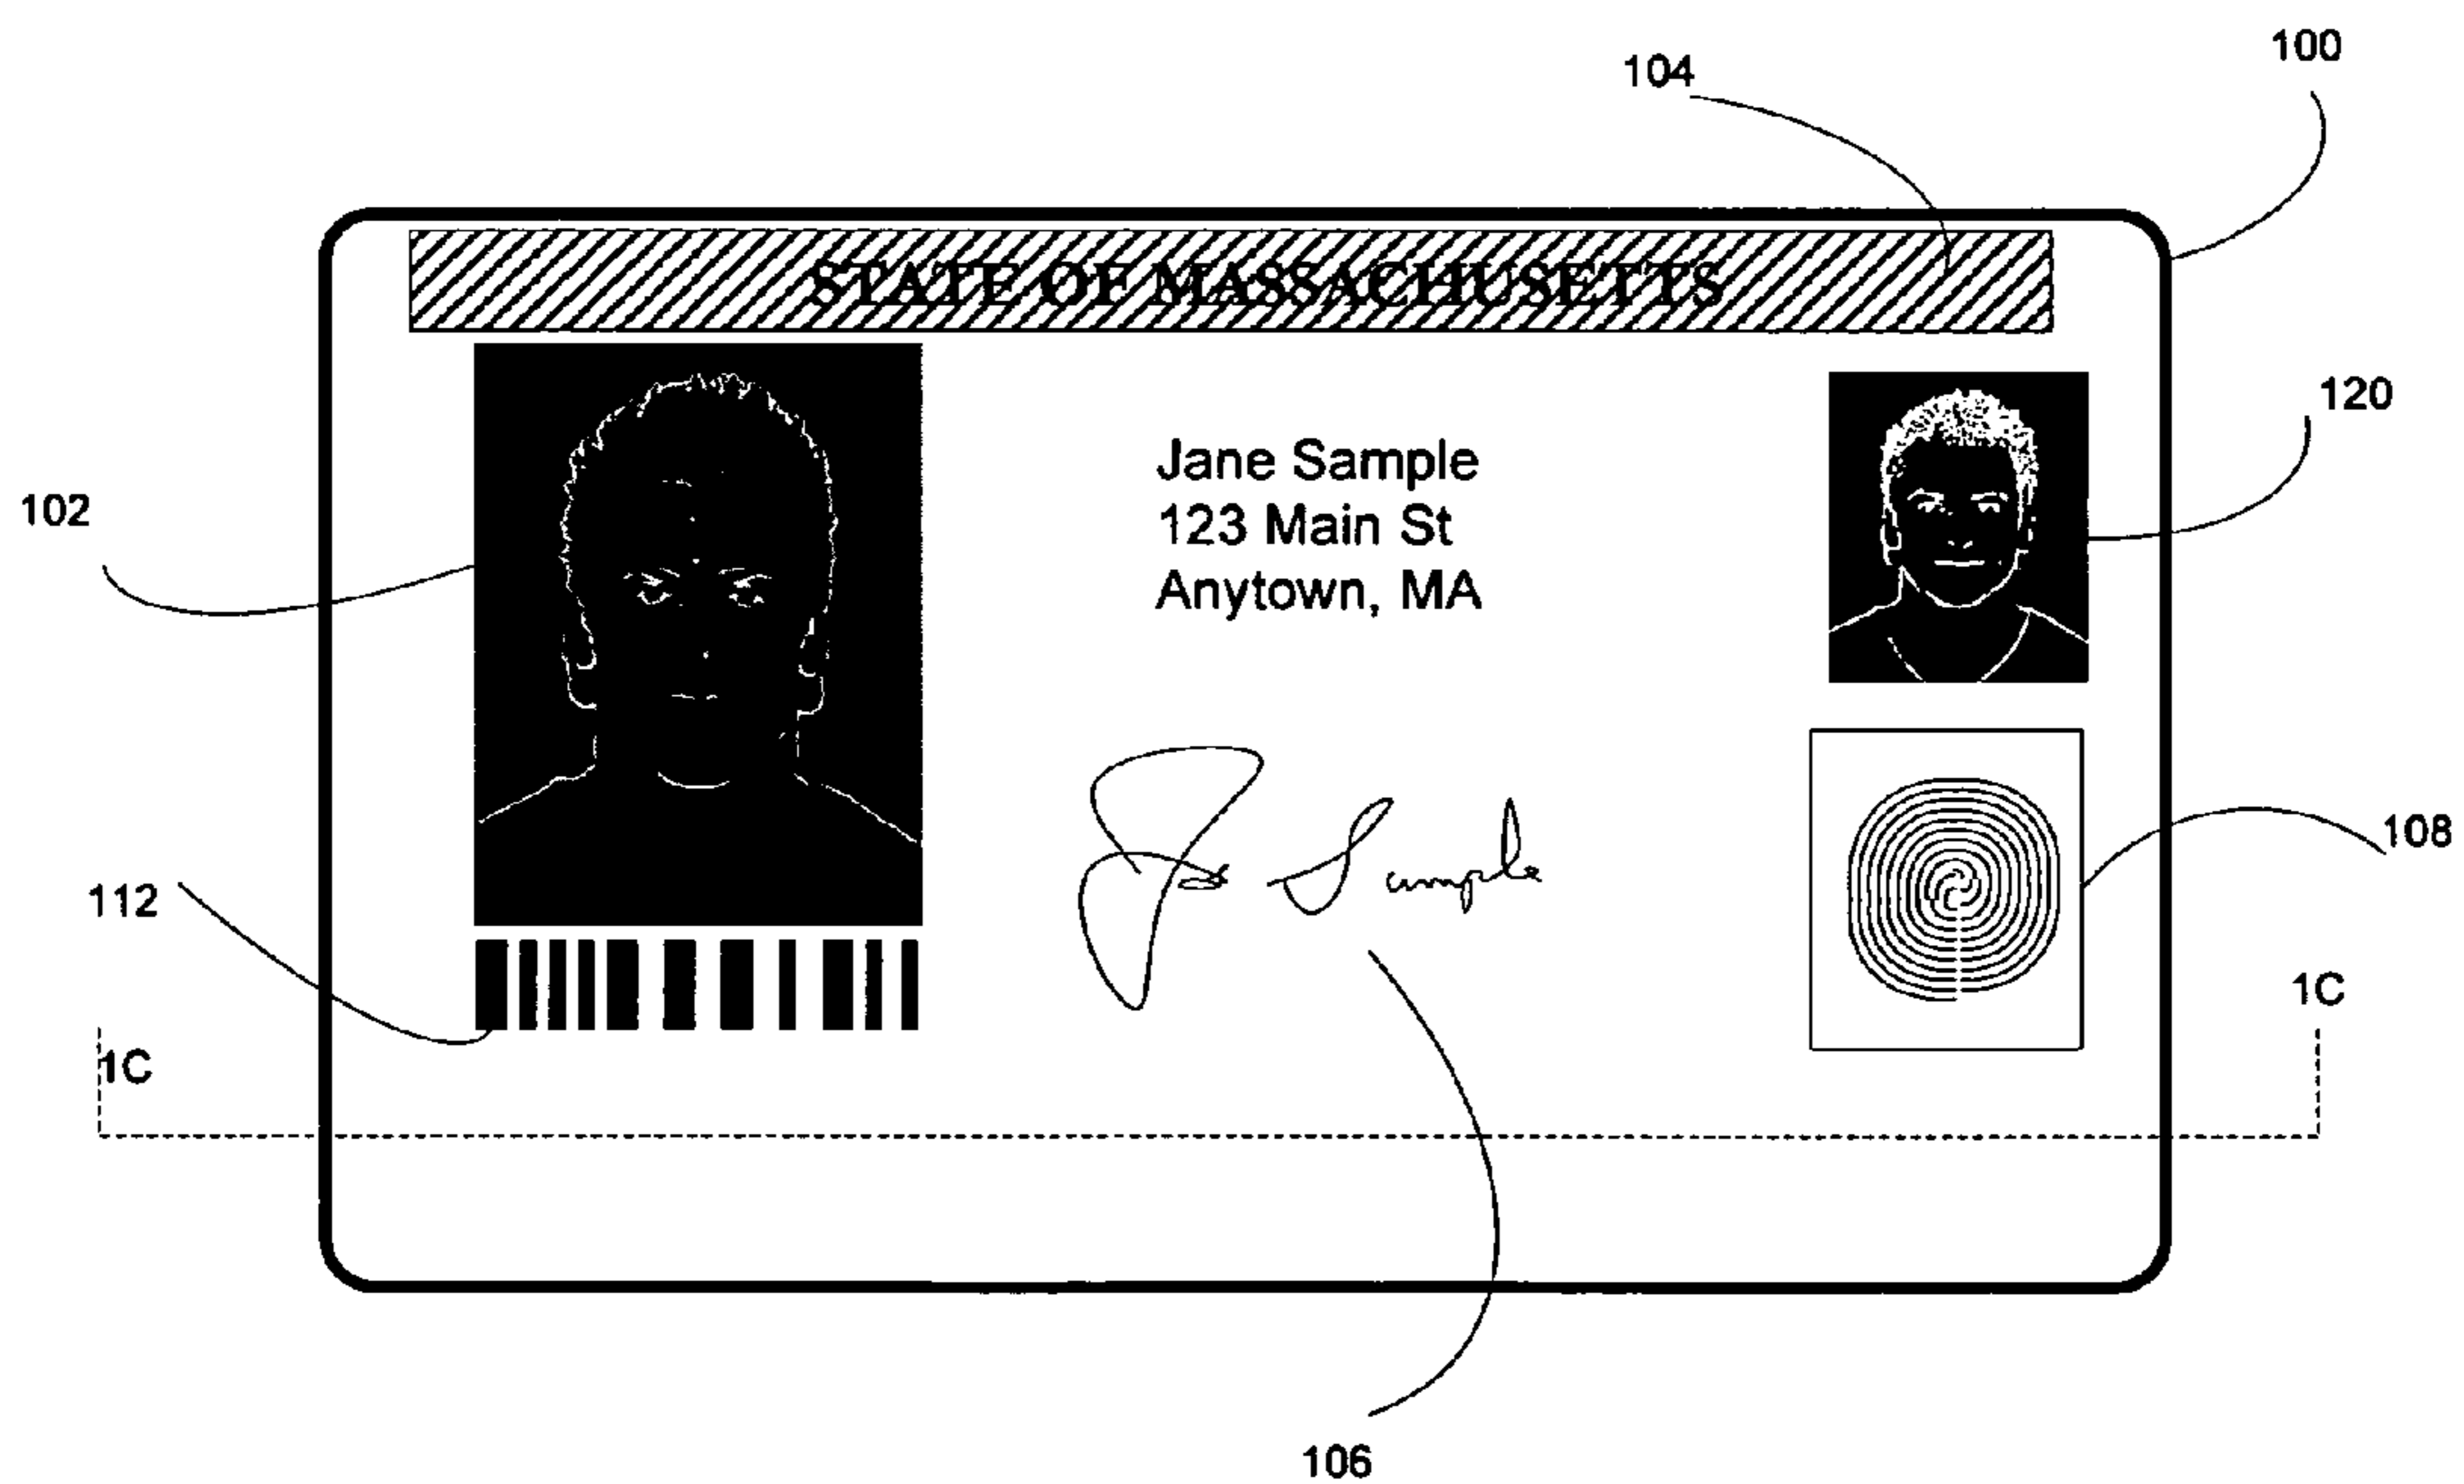 100
104
STATE OF MASSACHUSETTS
120
102
Jane Sample
123 Main St
Anytown, MA
108
112
J Sample
1C
1C
106